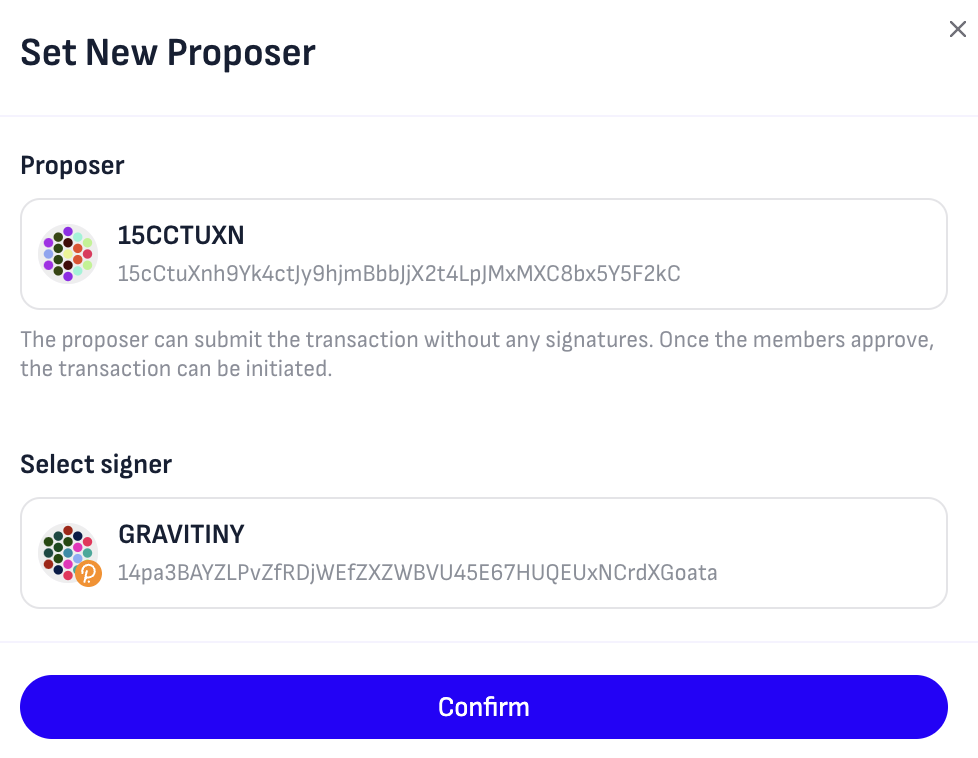 Set New Proposer
Proposer
15CCTUXN
15cCtuXnh9Yk4ctJy9hjmBbbJjX2t4LpJMxMXC8bx5Y5F2kC
The proposer can submit the transaction without any signatures. Once the members approve,
the transaction can be initiated.
Select signer
GRAVITINY
14pa3BAYZLPvZfRDjWEfZXZWBVU45E67HUQEUxNCrdXGoata
Confirm